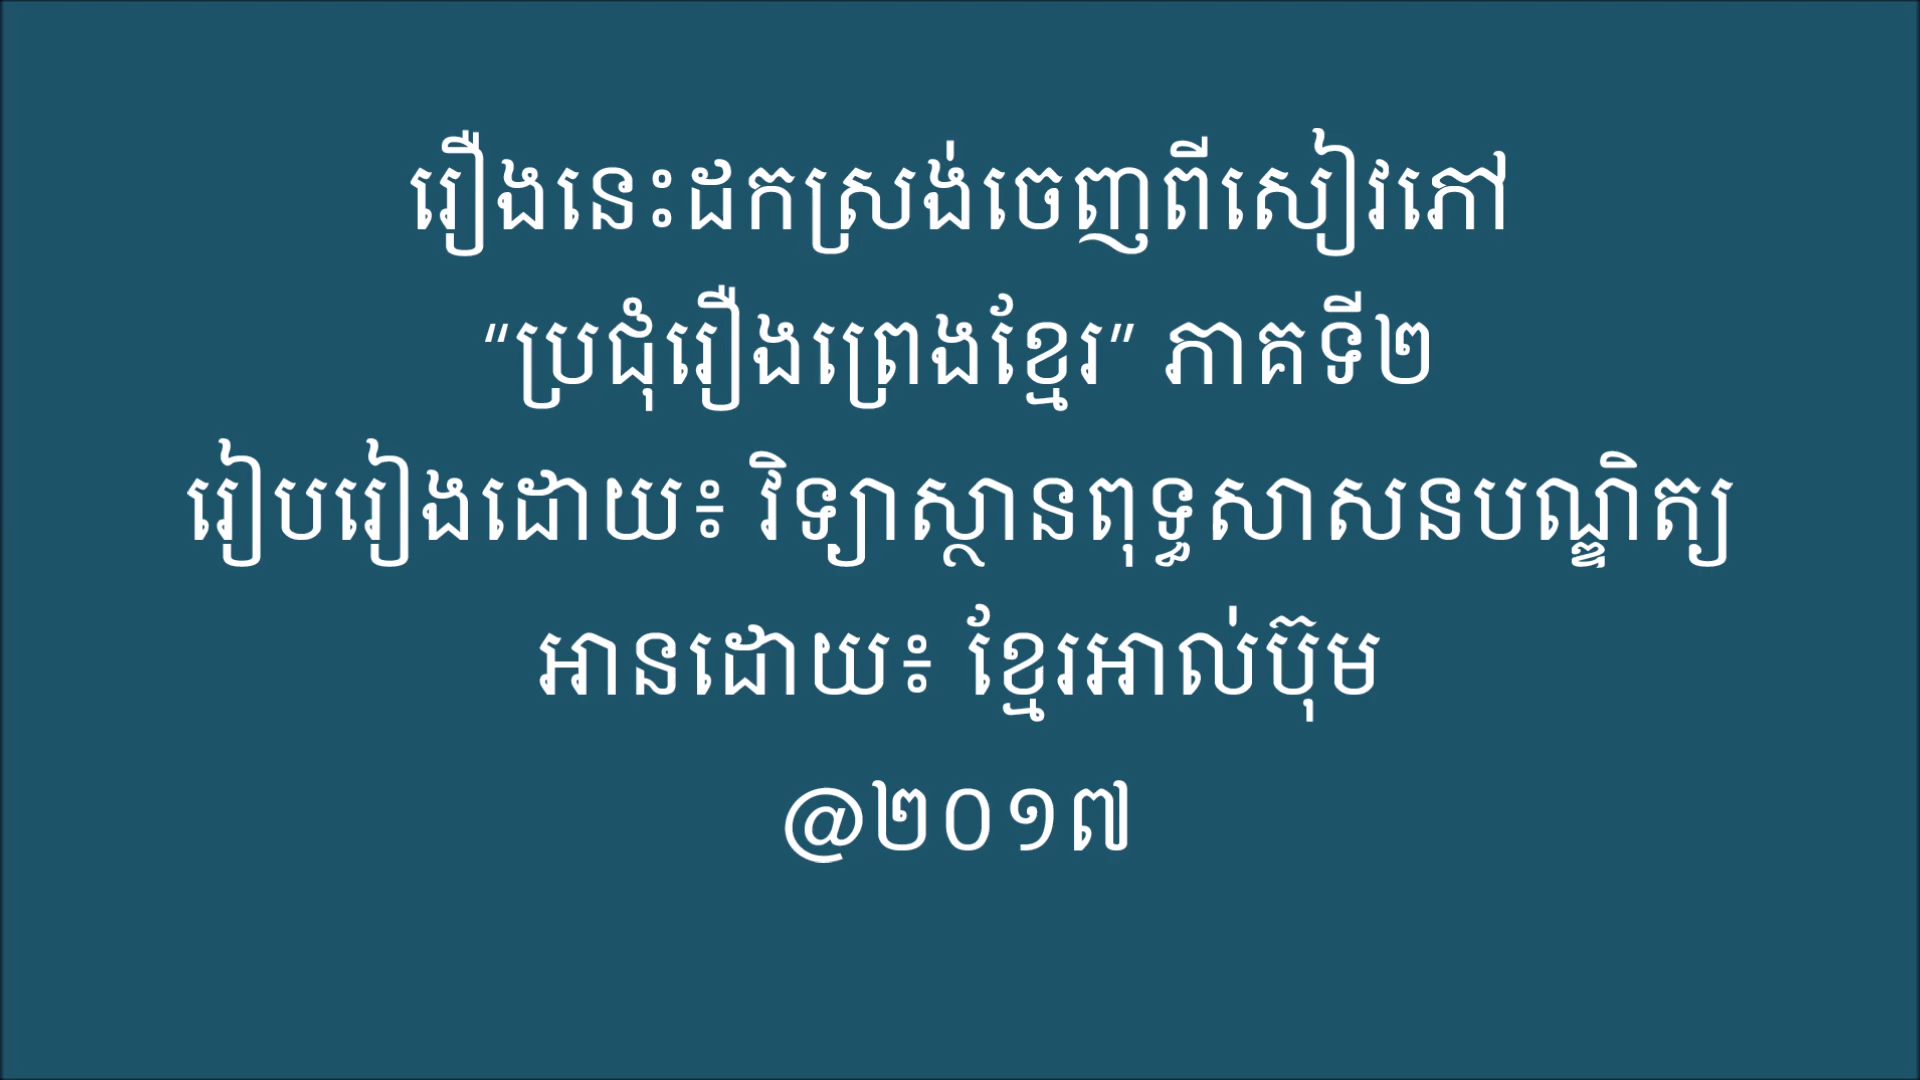 រឿងនេះដកស្រង់ចេញពីសៀវភៅ
“ប្រជុំរឿងព្រេងខ្មែរ” ភាគទី២
រៀបរៀងដោយ៖ វិទ្យាស្ថានពុទ្ធសាសនបណ្ឌិត្យ
អានដោយ៖ ខ្មែរអាល់ប៊ុម
@២០១៧